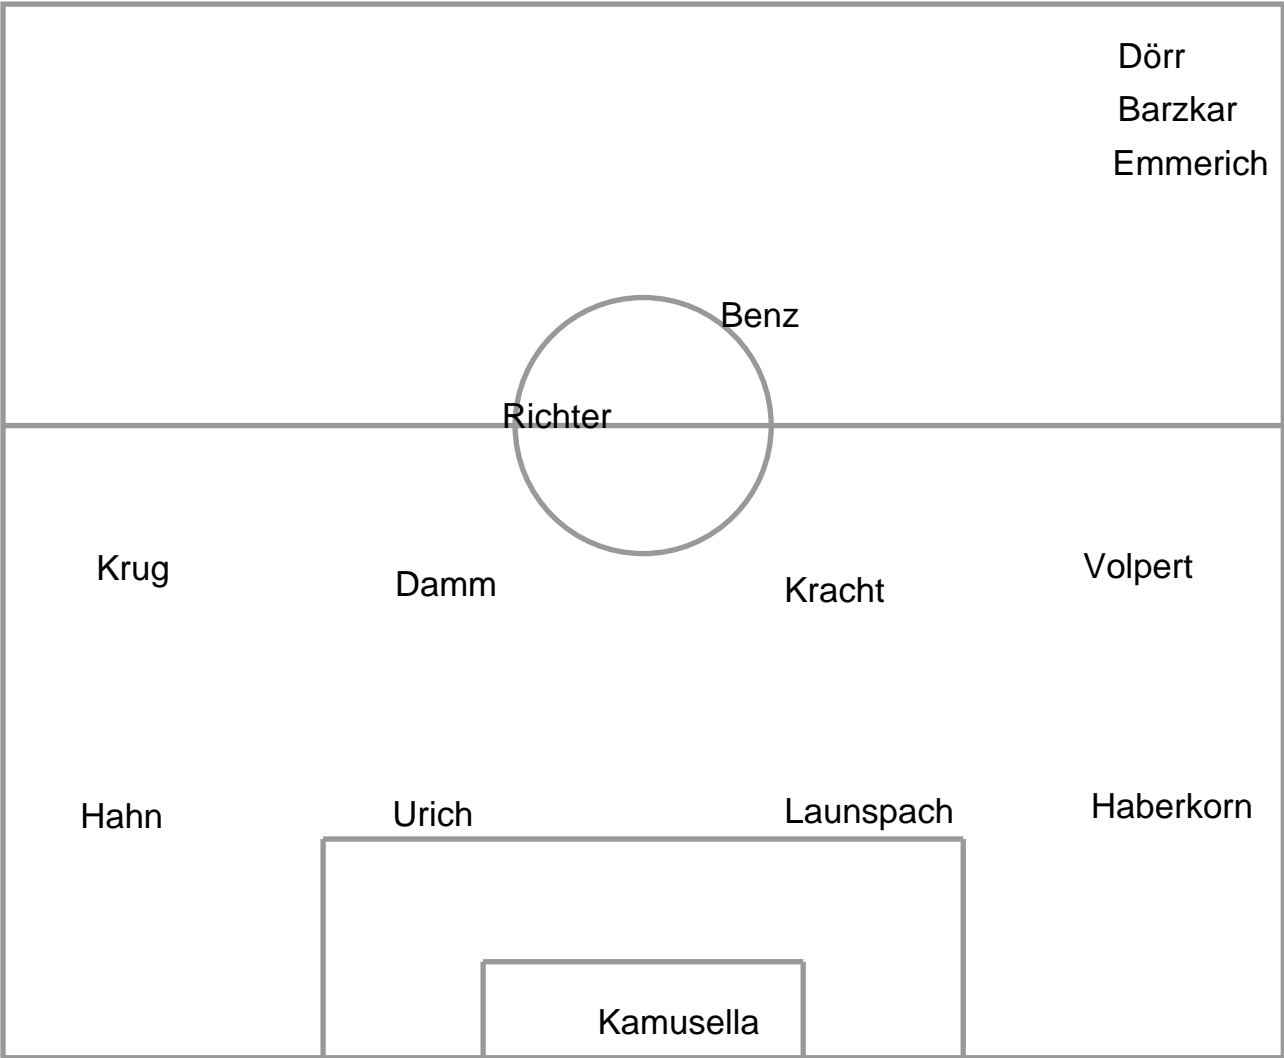 Dörr
Barzkar
Emmerich
Benz
Richter
Krug
Damm
Kracht
Volpert
Hahn
Urich
Launspach
Haberkorn
Kamusella